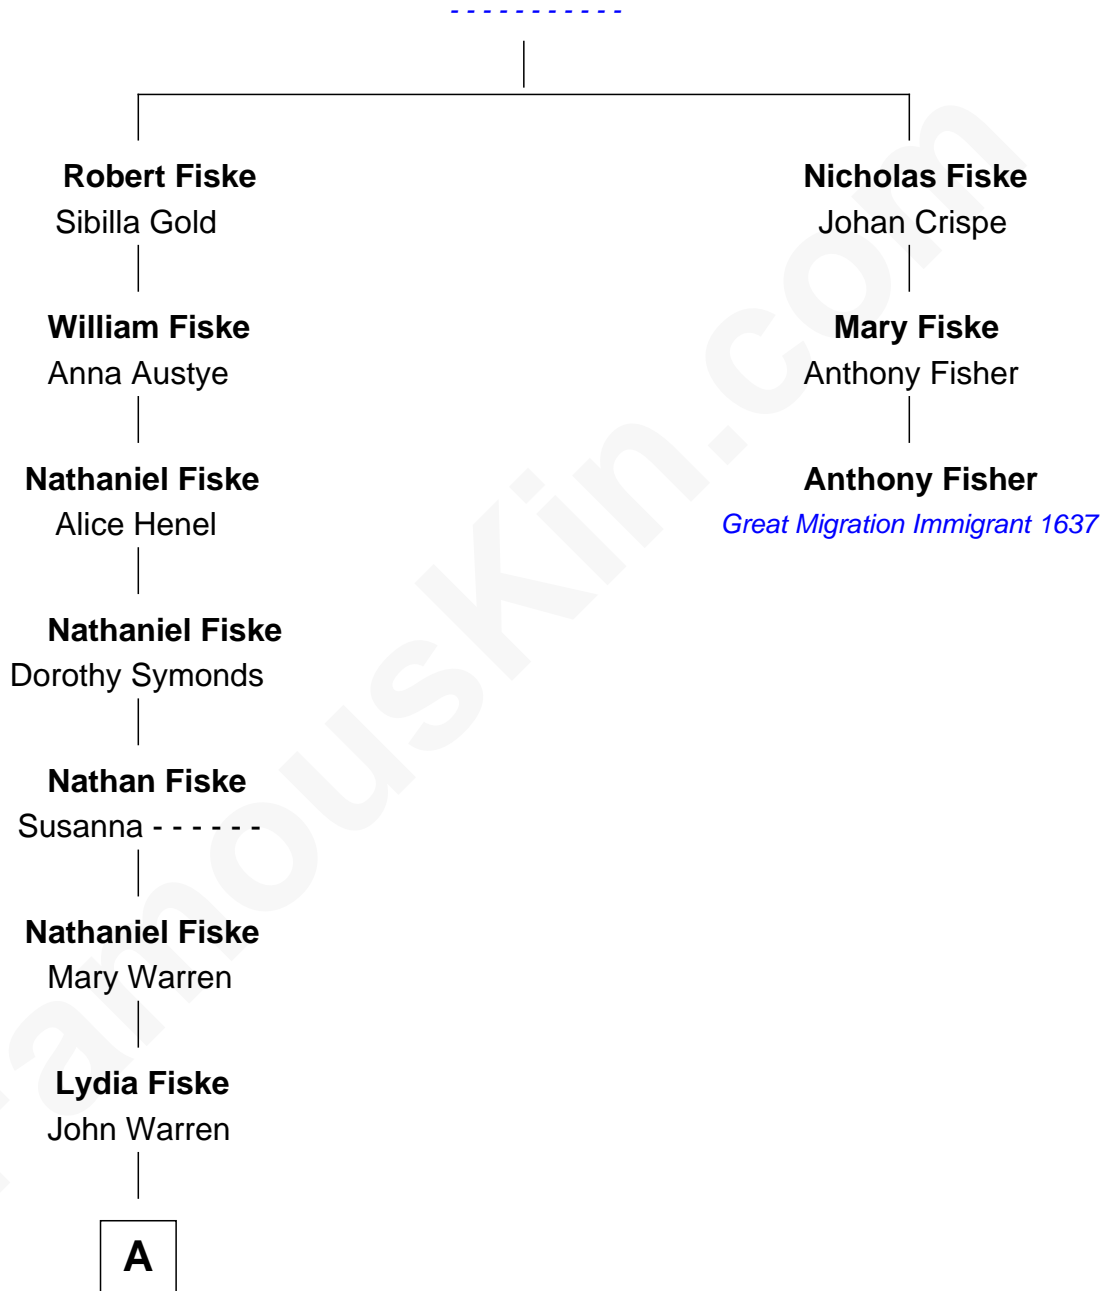 - - - - - - - - - - -
Robert Fiske
Sibilla Gold
William Fiske
Anna Austye
Nathaniel Fiske
Alice Henel
Nathaniel Fiske
Dorothy Symonds
Nathan Fiske
Susanna - - - - - -
Nathaniel Fiske
Mary Warren
Lydia Fiske
John Warren
A
Nicholas Fiske
Johan Crispe
Mary Fiske
Anthony Fisher
Anthony Fisher
Great Migration Immigrant 1637
FamousKin.com